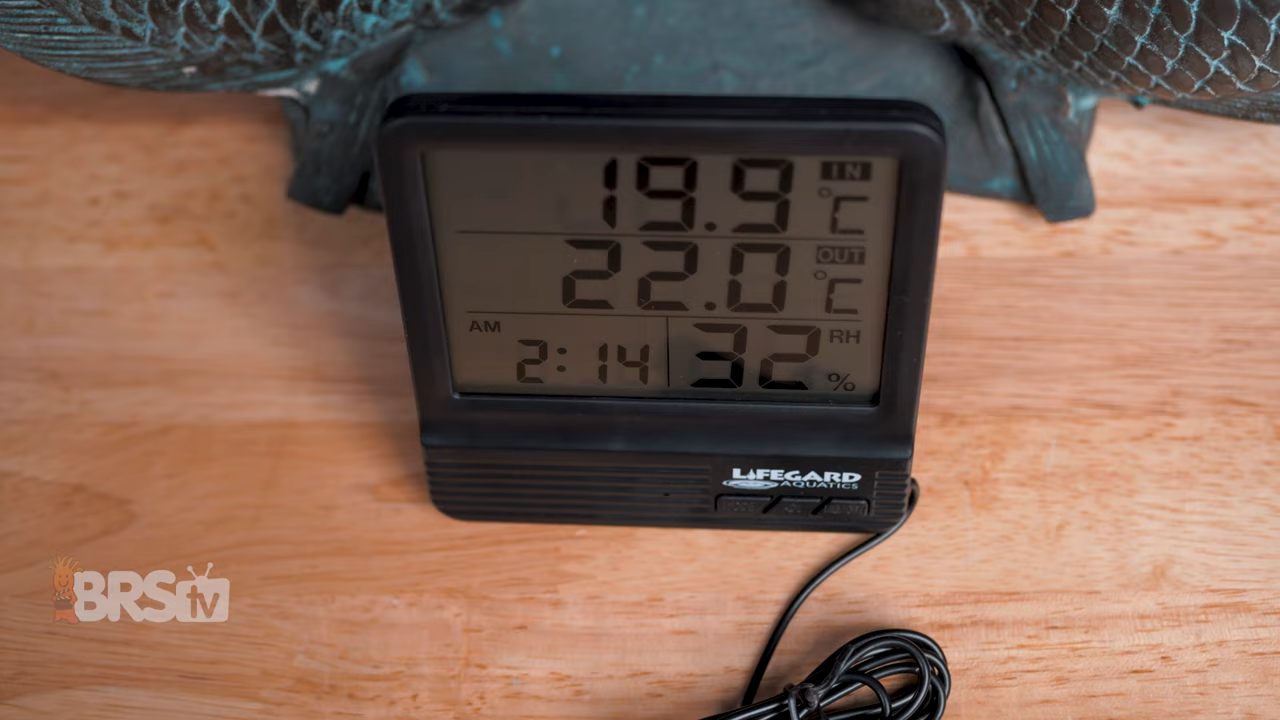 IN
19.9 °C
OUT
22.0 °C
AM
2:14
32 RH %
LIFEGARD
AQUATICS
BRStv